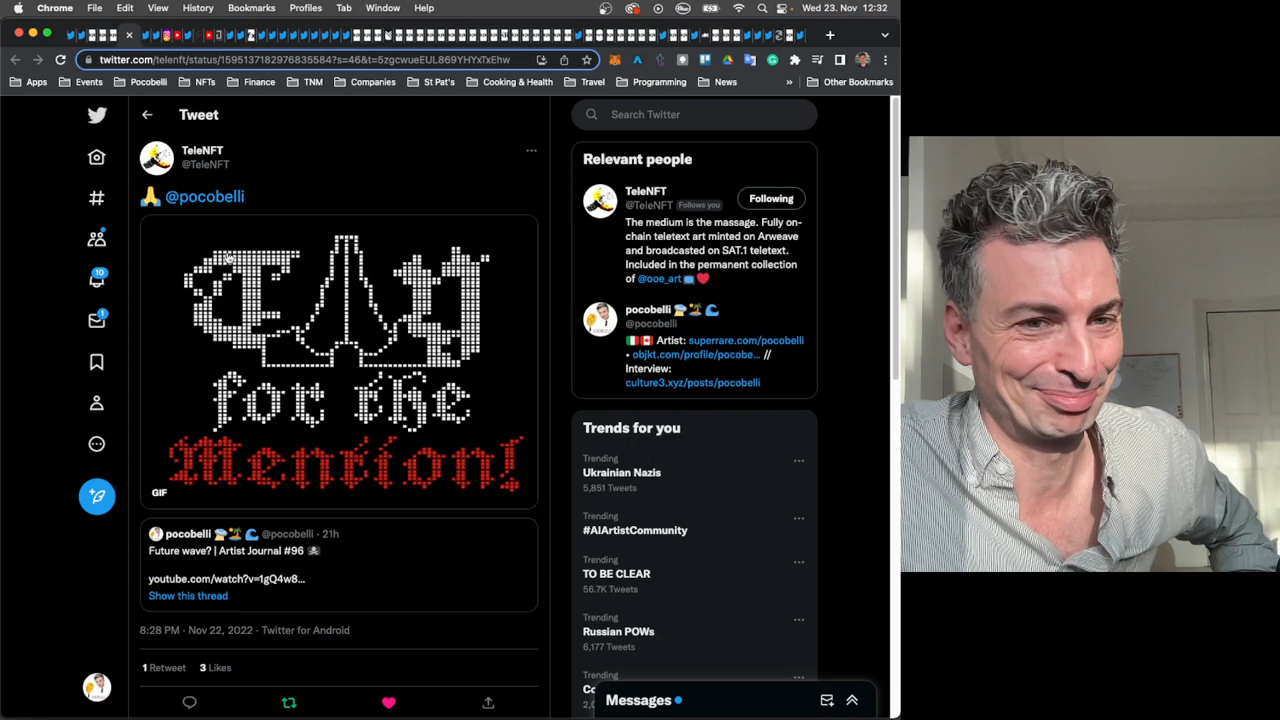 Chrome File Edit View History Bookmarks Profiles Tab Window Help Wed 23. Nov 12:32
twitter.com/telenft/status/1595137182976835584?s=46&t=5zgcwueEUL869YHYxTxEhw
Apps Events Pocobelli NFTs Finance TNM Companies St Pat's Cooking & Health Travel Programming News » Other Bookmarks
Tweet
TeleNFT
@TeleNFT
🙏 @pocobelli
TY
for the
Mention!
GIF
pocobelli @pocobelli · 21h
Future wave? | Artist Journal #96
youtube.com/watch?v=1gQ4w8...
Show this thread
8:28 PM · Nov 22, 2022 · Twitter for Android
1 Retweet 3 Likes
10
1
Search Twitter
Relevant people
TeleNFT
@TeleNFT Follows you
Following
The medium is the massage. Fully on-
chain teletext art minted on Arweave
and broadcasted on SAT.1 teletext.
Included in the permanent collection
of @ooe_art
pocobelli
@pocobelli
🇮🇹🇨🇦 Artist: superrare.com/pocobelli
• objkt.com/profile/pocobe... //
Interview:
culture3.xyz/posts/pocobelli
Trends for you
Trending
Ukrainian Nazis
5,851 Tweets
Trending
#AIArtistCommunity
Trending
TO BE CLEAR
56.7K Tweets
Trending
Russian POWs
6,177 Tweets
Trending
Messages